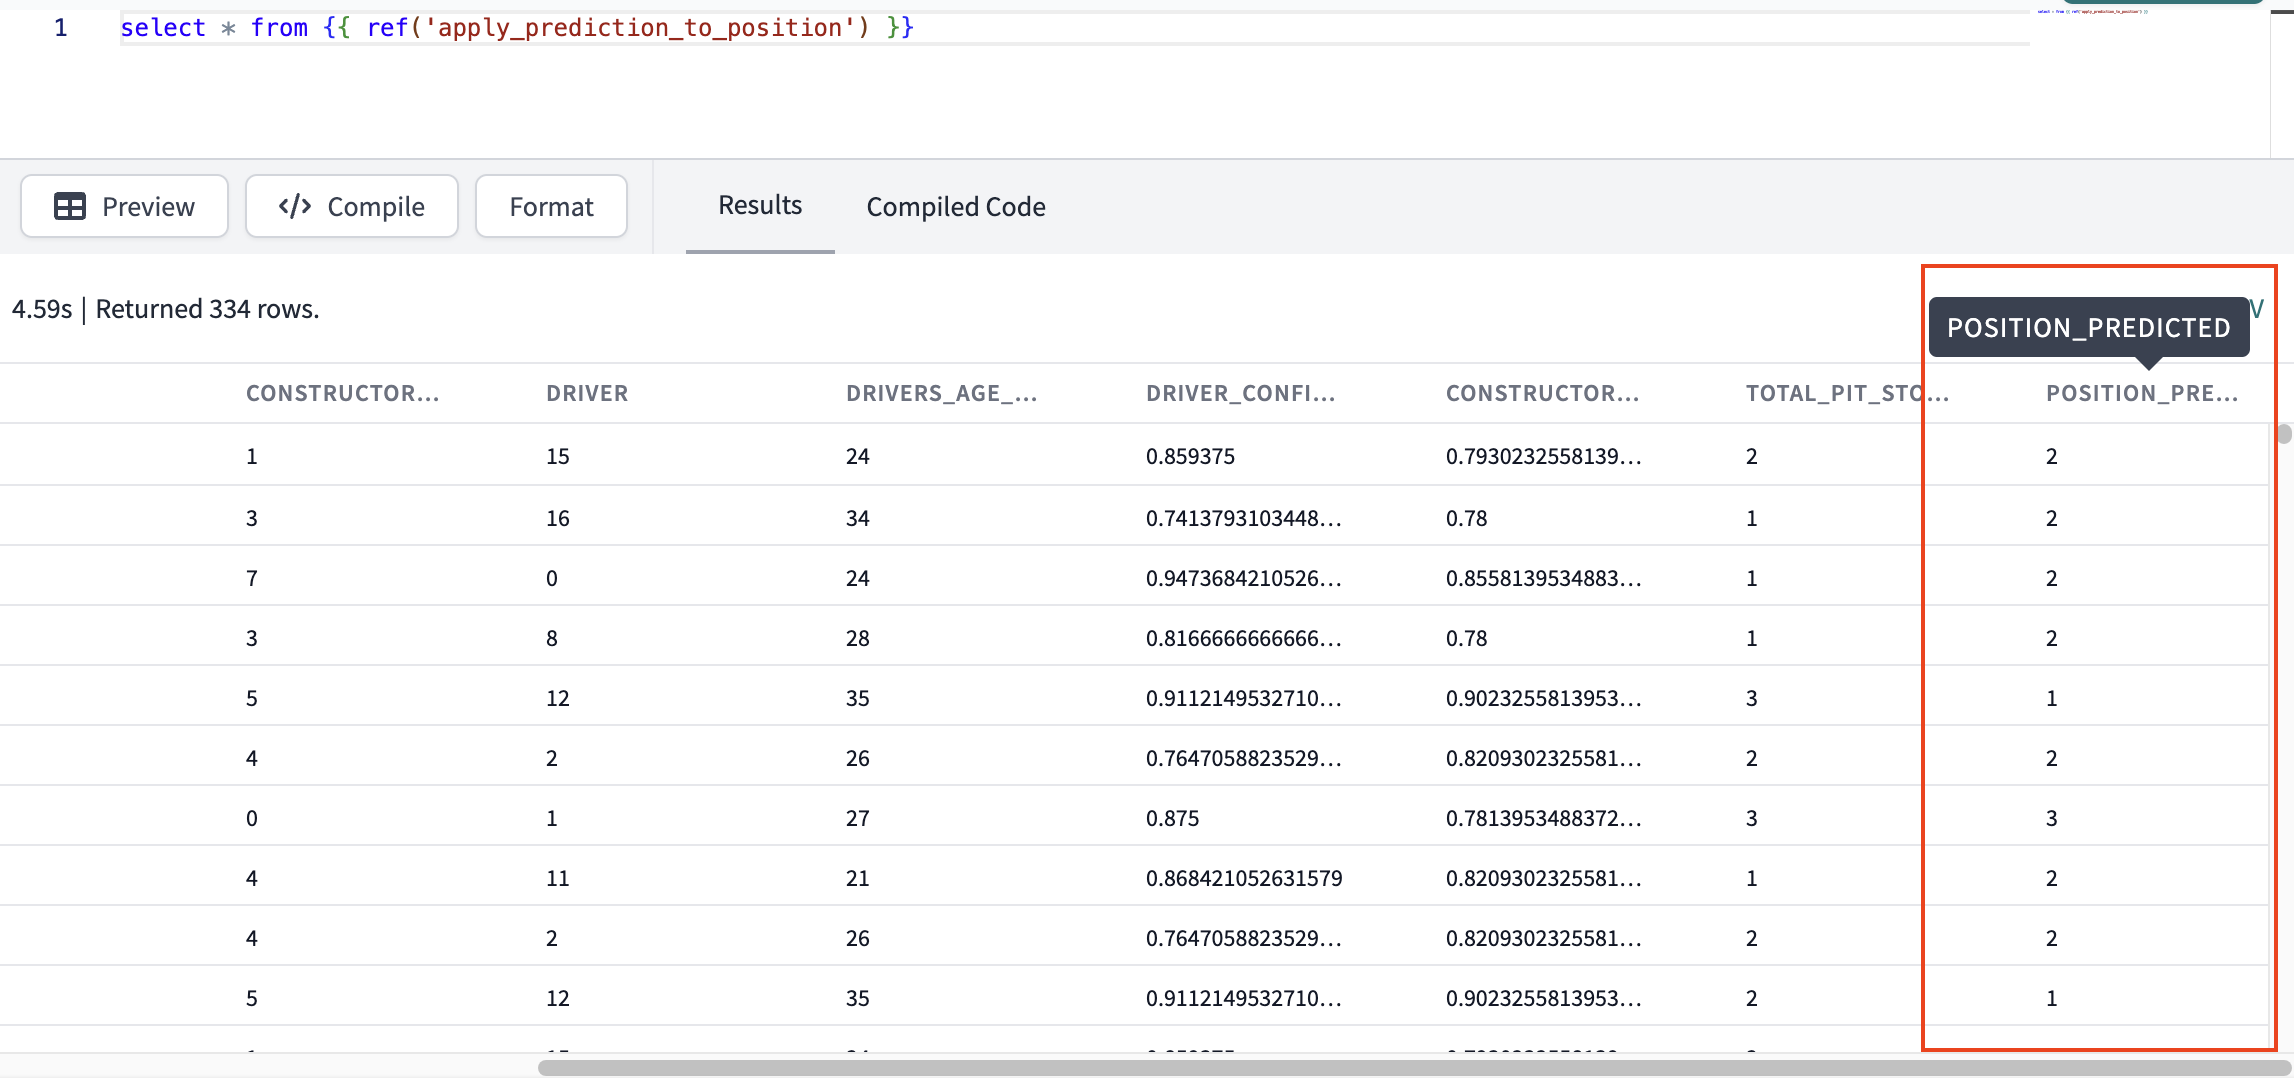 1 select * from {{ ref('apply_prediction_to_position') }}
Preview </> Compile Format Results Compiled Code
4.59s | Returned 334 rows.
V
POSITION_PREDICTED
CONSTRUCTOR... DRIVER DRIVERS_AGE_... DRIVER_CONFI... CONSTRUCTOR... TOTAL_PIT_STO... POSITION_PRE...
1 15 24 0.859375 0.7930232558139... 2 2
3 16 34 0.7413793103448... 0.78 1 2
7 0 24 0.9473684210526... 0.8558139534883... 1 2
3 8 28 0.8166666666666... 0.78 1 2
5 12 35 0.9112149532710... 0.9023255813953... 3 1
4 2 26 0.7647058823529... 0.8209302325581... 2 2
0 1 27 0.875 0.7813953488372... 3 3
4 11 21 0.868421052631579 0.8209302325581... 1 2
4 2 26 0.7647058823529... 0.8209302325581... 2 2
5 12 35 0.9112149532710... 0.9023255813953... 2 1